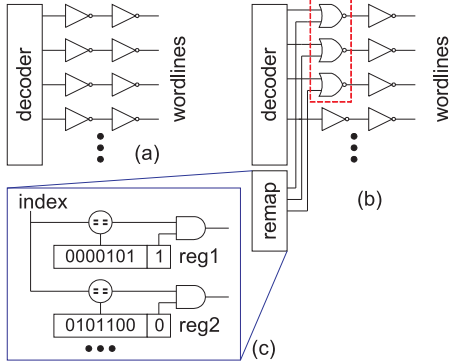 decoder
wordlines
(a)
decoder
wordlines
(b)
remap
index
==
0000101 1
reg1
==
0101100 0
reg2
(c)